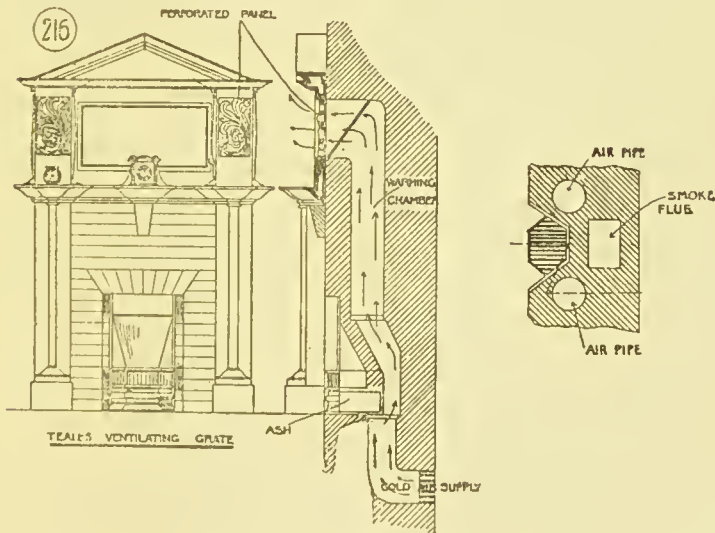 216
PERFORATED PANEL
WARMING
CHAMBER
AIR PIPE
SMOKE
FLUE
AIR PIPE
ASH
TEALES VENTILATING GRATE
COLD AIR SUPPLY